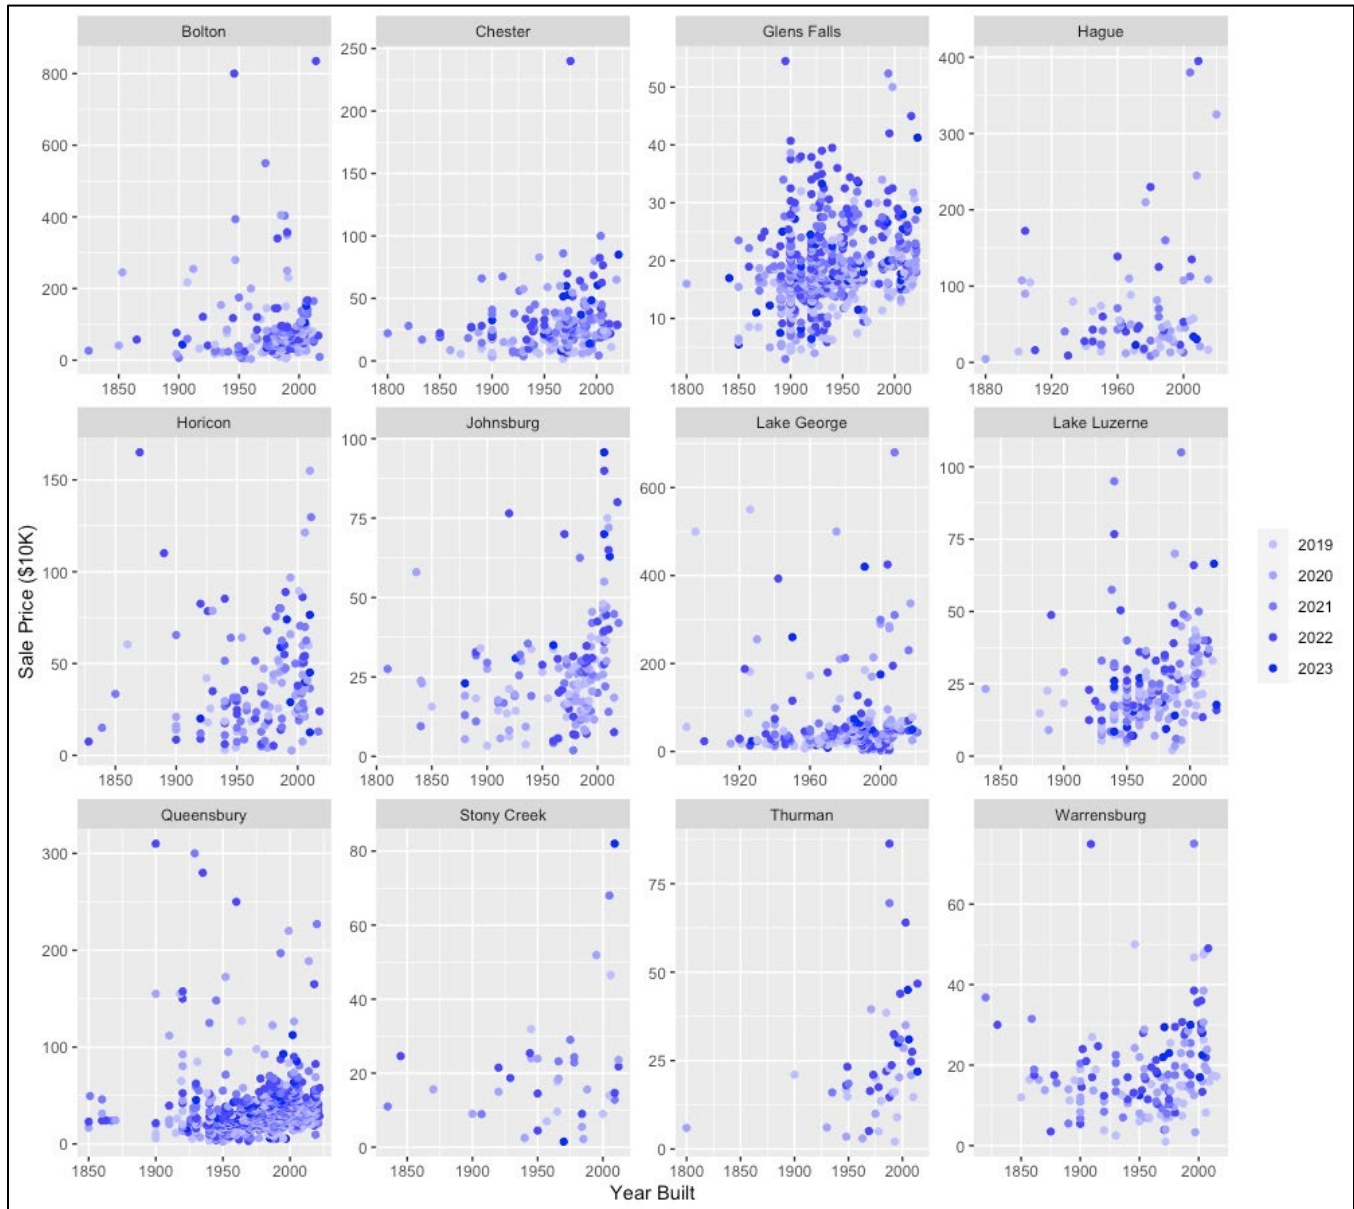 Bolton Chester Glens Falls Hague
800 600 400 200 0
250 200 150 100 50 0
50 40 30 20 10
400 300 200 100 0
1850 1900 1950 2000
1800 1850 1900 1950 2000
1800 1850 1900 1950 2000
1880 1920 1960 2000
Horicon Johnsburg Lake George Lake Luzerne
150 100 50 0
100 75 50 25 0
600 400 200 0
100 75 50 25 0
1850 1900 1950 2000
1810 1850 1900 1950 2000
1920 1960 2000
1850 1900 1950 2000
Queensbury Stony Creek Thurman Warrensburg
300 200 100 0
80 60 40 20 0
75 50 25 0
60 40 20 0
1850 1900 1950 2000
1850 1900 1950 2000
1800 1850 1900 1950 2000
1850 1900 1950 2000
Sale Price ($10K)
Year Built
2019
2020
2021
2022
2023